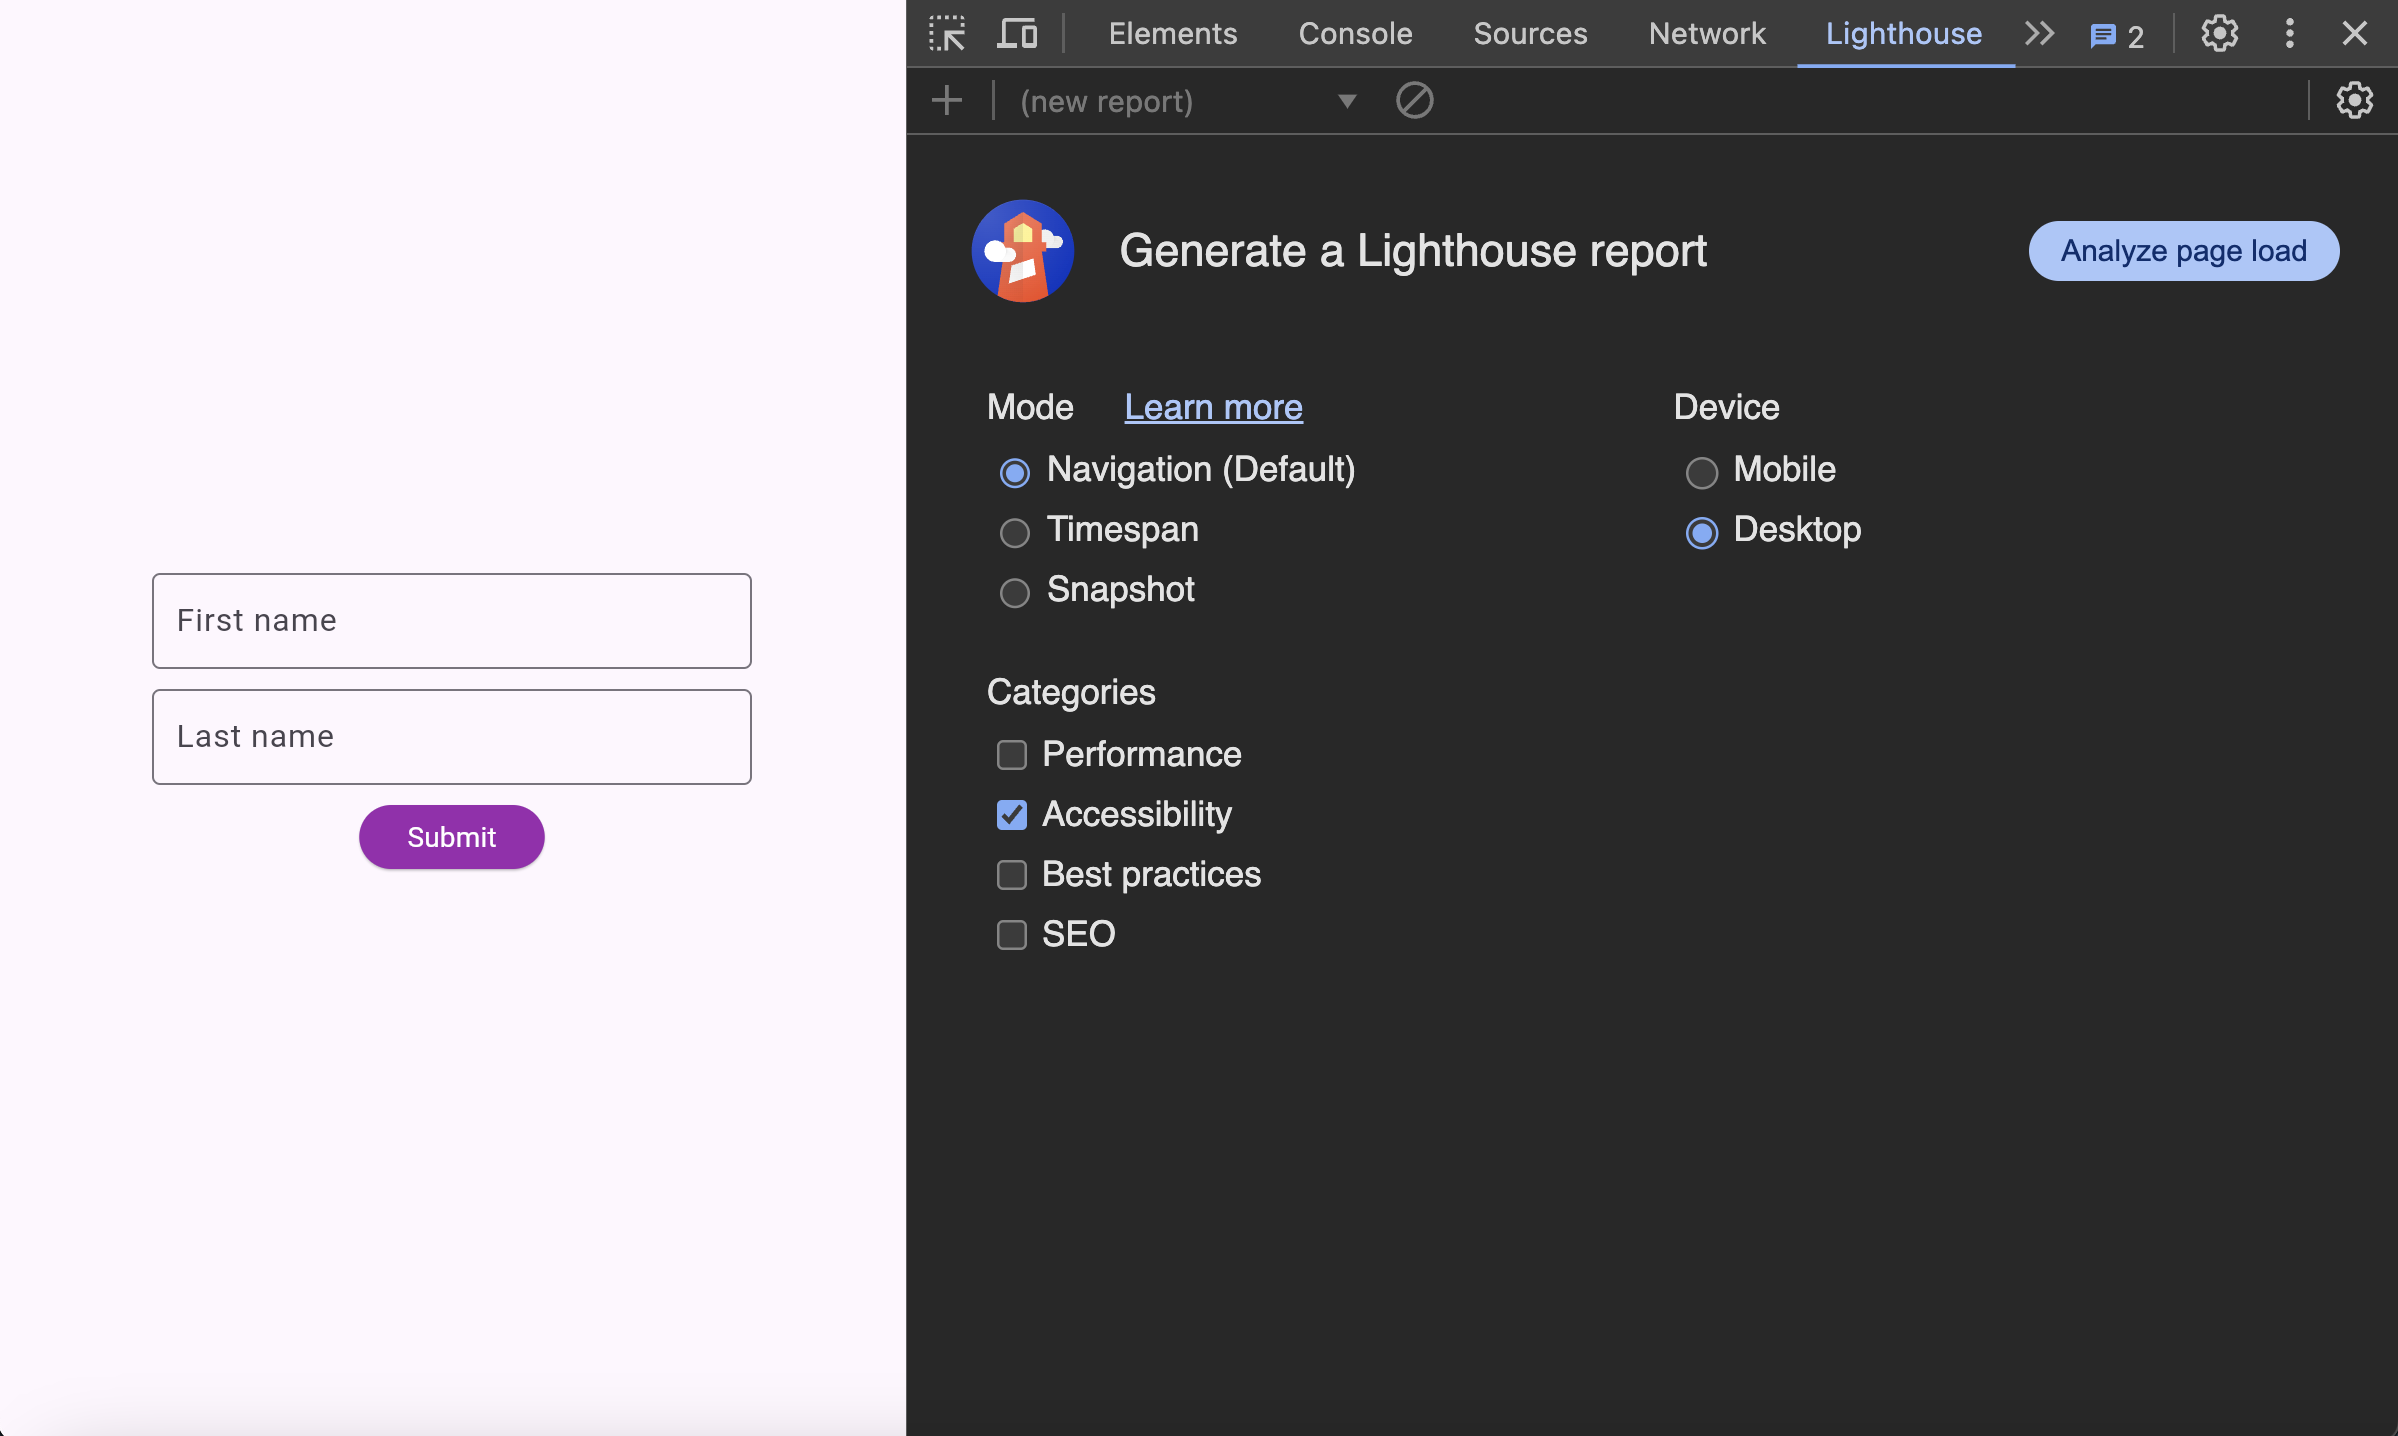 First name
Last name
Submit
Elements Console Sources Network Lighthouse 2
(new report)
Generate a Lighthouse report Analyze page load
Mode Learn more Device
Navigation (Default) Mobile
Timespan Desktop
Snapshot
Categories
Performance
Accessibility
Best practices
SEO